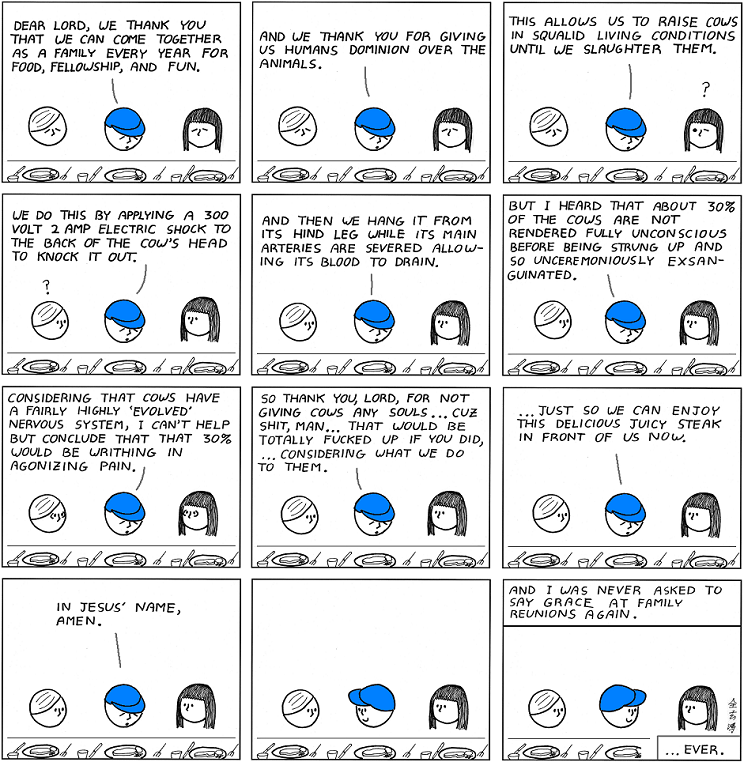 DEAR LORD, WE THANK YOU
THAT WE CAN COME TOGETHER
AS A FAMILY EVERY YEAR FOR
FOOD, FELLOWSHIP, AND FUN.
AND WE THANK YOU FOR GIVING
US HUMANS DOMINION OVER THE
ANIMALS.
THIS ALLOWS US TO RAISE COWS
IN SQUALID LIVING CONDITIONS
UNTIL WE SLAUGHTER THEM.
?
WE DO THIS BY APPLYING A 300
VOLT 2 AMP ELECTRIC SHOCK TO
THE BACK OF THE COW'S HEAD
TO KNOCK IT OUT.
?
AND THEN WE HANG IT FROM
ITS HIND LEG WHILE ITS MAIN
ARTERIES ARE SEVERED ALLOW-
ING ITS BLOOD TO DRAIN.
BUT I HEARD THAT ABOUT 30%
OF THE COWS ARE NOT
RENDERED FULLY UNCONSCIOUS
BEFORE BEING STRUNG UP AND
SO UNCEREMONIOUSLY EXSAN-
GUINATED.
CONSIDERING THAT COWS HAVE
A FAIRLY HIGHLY 'EVOLVED'
NERVOUS SYSTEM, I CAN'T HELP
BUT CONCLUDE THAT THAT 30%
WOULD BE WRITHING IN
AGONIZING PAIN.
SO THANK YOU, LORD, FOR NOT
GIVING COWS ANY SOULS... CUZ
SHIT, MAN... THAT WOULD BE
TOTALLY FUCKED UP IF YOU DID,
... CONSIDERING WHAT WE DO
TO THEM.
...JUST SO WE CAN ENJOY
THIS DELICIOUS JUICY STEAK
IN FRONT OF US NOW.
IN JESUS' NAME,
AMEN.
AND I WAS NEVER ASKED TO
SAY GRACE AT FAMILY
REUNIONS AGAIN.
...EVER.